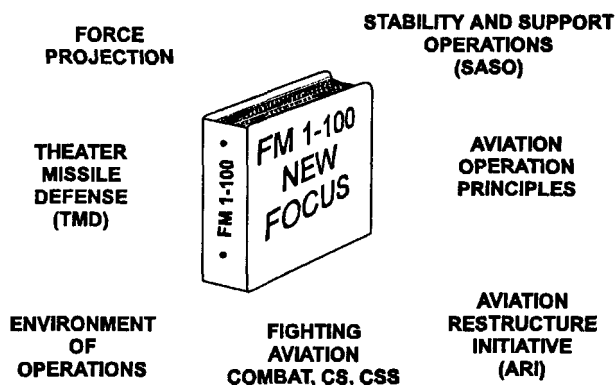 FORCE
PROJECTION
STABILITY AND SUPPORT
OPERATIONS
(SASO)
THEATER
MISSILE
DEFENSE
(TMD)
FM 1-100
FM 1-100
NEW
FOCUS
AVIATION
OPERATION
PRINCIPLES
ENVIRONMENT
OF
OPERATIONS
FIGHTING
AVIATION
COMBAT, CS, CSS
AVIATION
RESTRUCTURE
INITIATIVE
(ARI)